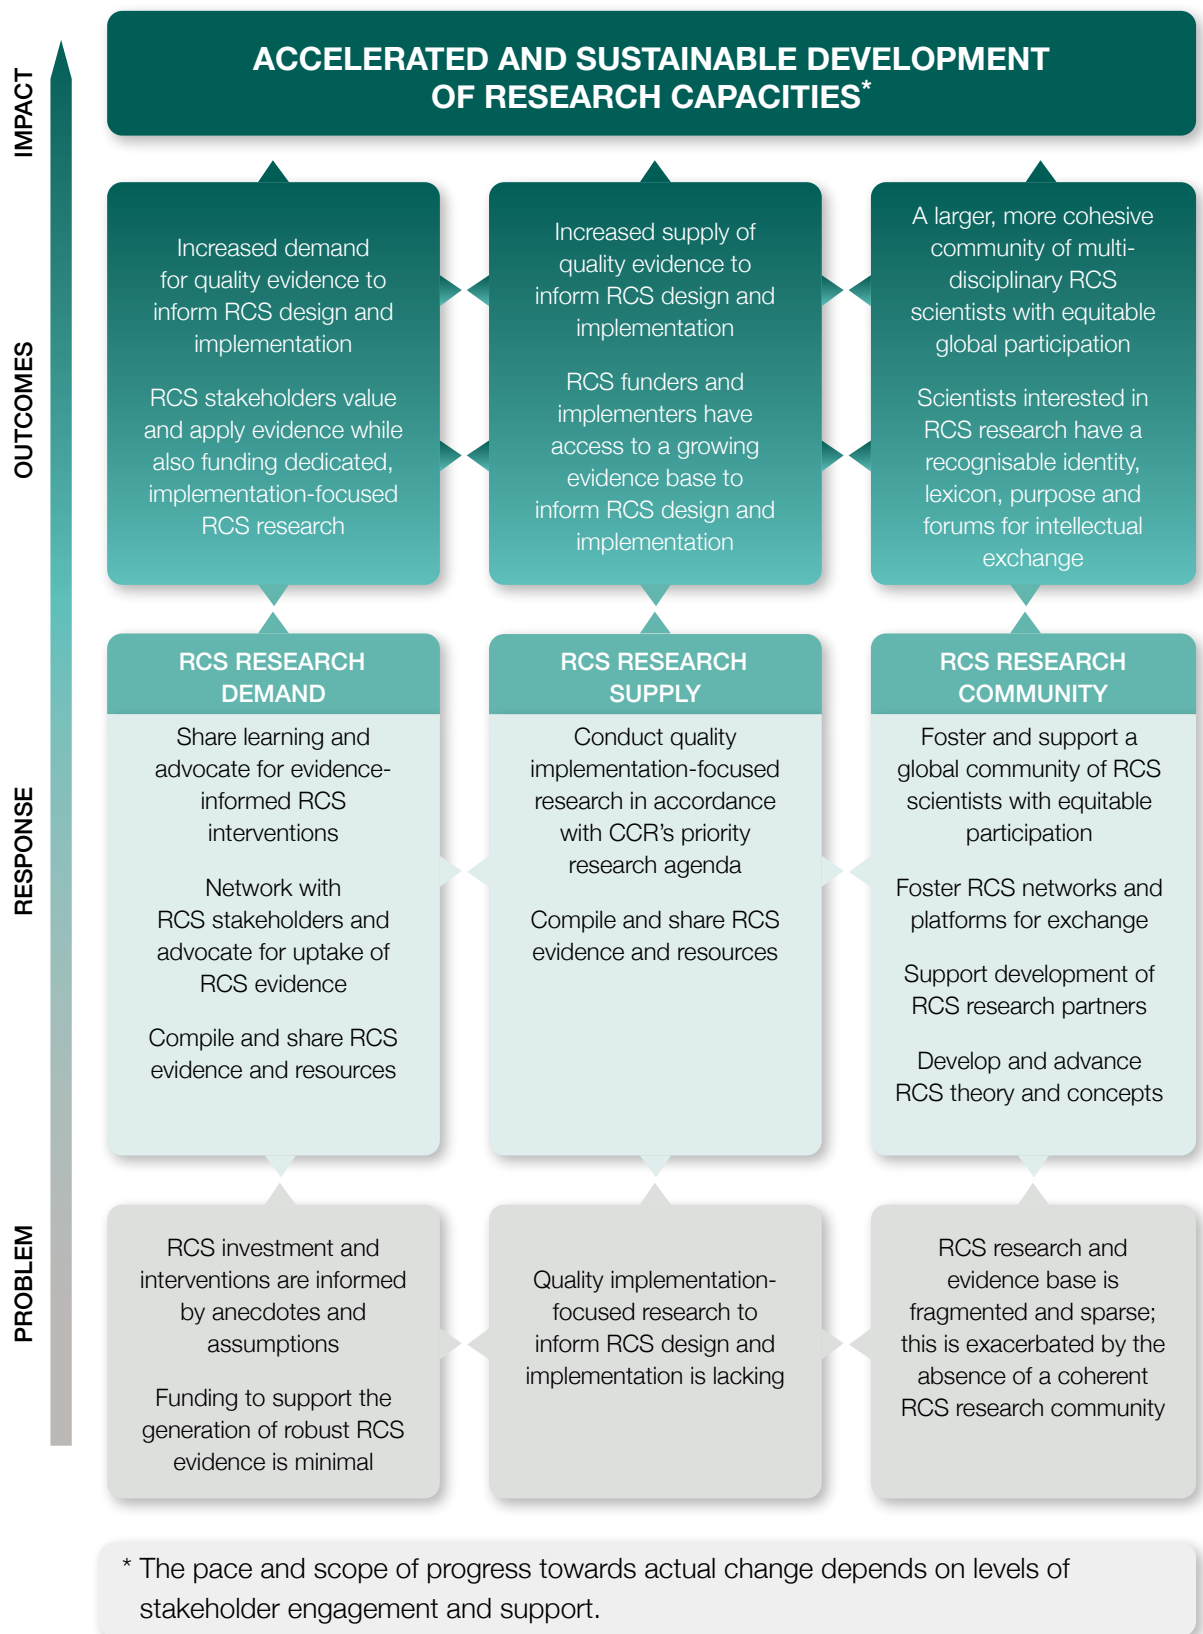 IMPACT
ACCELERATED AND SUSTAINABLE DEVELOPMENT
OF RESEARCH CAPACITIES*
OUTCOMES
Increased demand
for quality evidence to
inform RCS design and
implementation
RCS stakeholders value
and apply evidence while
also funding dedicated,
implementation-focused
RCS research
Increased supply of
quality evidence to
inform RCS design and
implementation
RCS funders and
implementers have
access to a growing
evidence base to
inform RCS design and
implementation
A larger, more cohesive
community of multi-
disciplinary RCS
scientists with equitable
global participation
Scientists interested in
RCS research have a
recognisable identity,
lexicon, purpose and
forums for intellectual
exchange
RESPONSE
RCS RESEARCH
DEMAND
Share learning and
advocate for evidence-
informed RCS
interventions
Network with
RCS stakeholders and
advocate for uptake of
RCS evidence
Compile and share RCS
evidence and resources
RCS RESEARCH
SUPPLY
Conduct quality
implementation-focused
research in accordance
with CCR’s priority
research agenda
Compile and share RCS
evidence and resources
RCS RESEARCH
COMMUNITY
Foster and support a
global community of RCS
scientists with equitable
participation
Foster RCS networks and
platforms for exchange
Support development of
RCS research partners
Develop and advance
RCS theory and concepts
PROBLEM
RCS investment and
interventions are informed
by anecdotes and
assumptions
Funding to support the
generation of robust RCS
evidence is minimal
Quality implementation-
focused research to
inform RCS design and
implementation is lacking
RCS research and
evidence base is
fragmented and sparse;
this is exacerbated by the
absence of a coherent
RCS research community
* The pace and scope of progress towards actual change depends on levels of
stakeholder engagement and support.